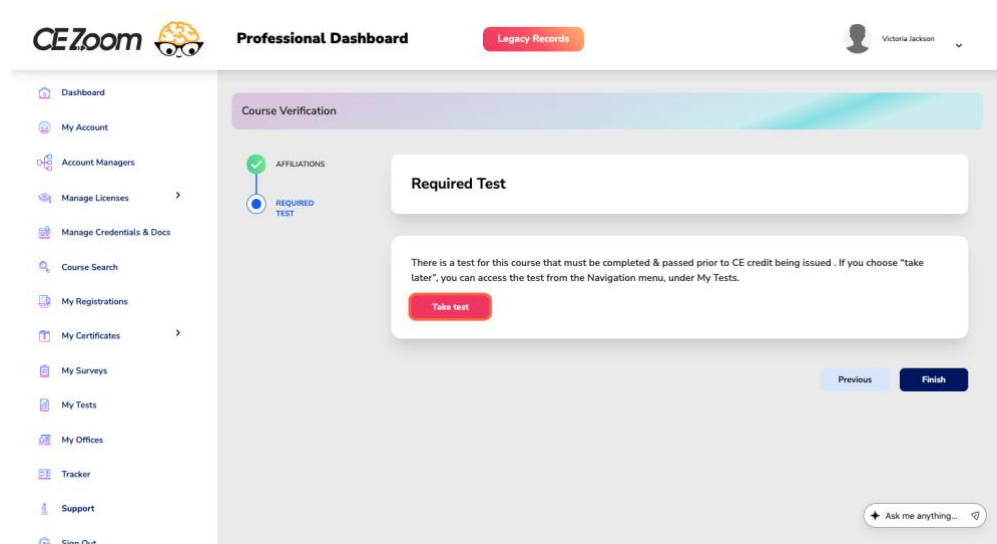 CE Zoom
Professional Dashboard
Legacy Records
Victoria Jackson
Dashboard
My Account
Account Managers
Manage Licenses
Manage Credentials & Docs
Course Search
My Registrations
My Certificates
My Surveys
My Tests
My Offices
Tracker
Support
Sign Out
Course Verification
AFFILIATIONS
REQUIRED
TEST
Required Test
There is a test for this course that must be completed & passed prior to CE credit being issued . If you choose "take
later", you can access the test from the Navigation menu, under My Tests.
Take test
Previous
Finish
Ask me anything...